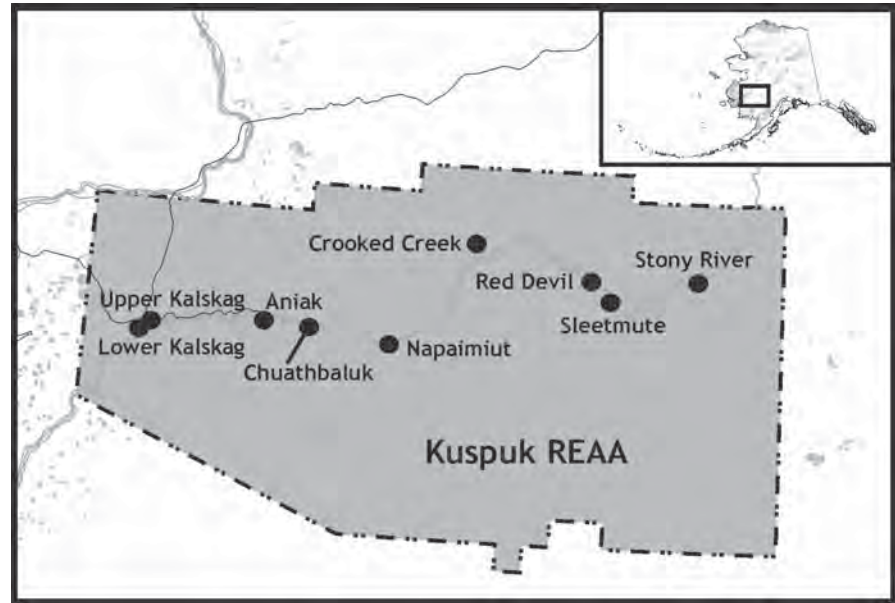 Crooked Creek
Stony River
Red Devil
Upper Kalskag
Aniak
Sleetmute
Lower Kalskag
Napaimiut
Chuathbaluk
Kuspuk REAA